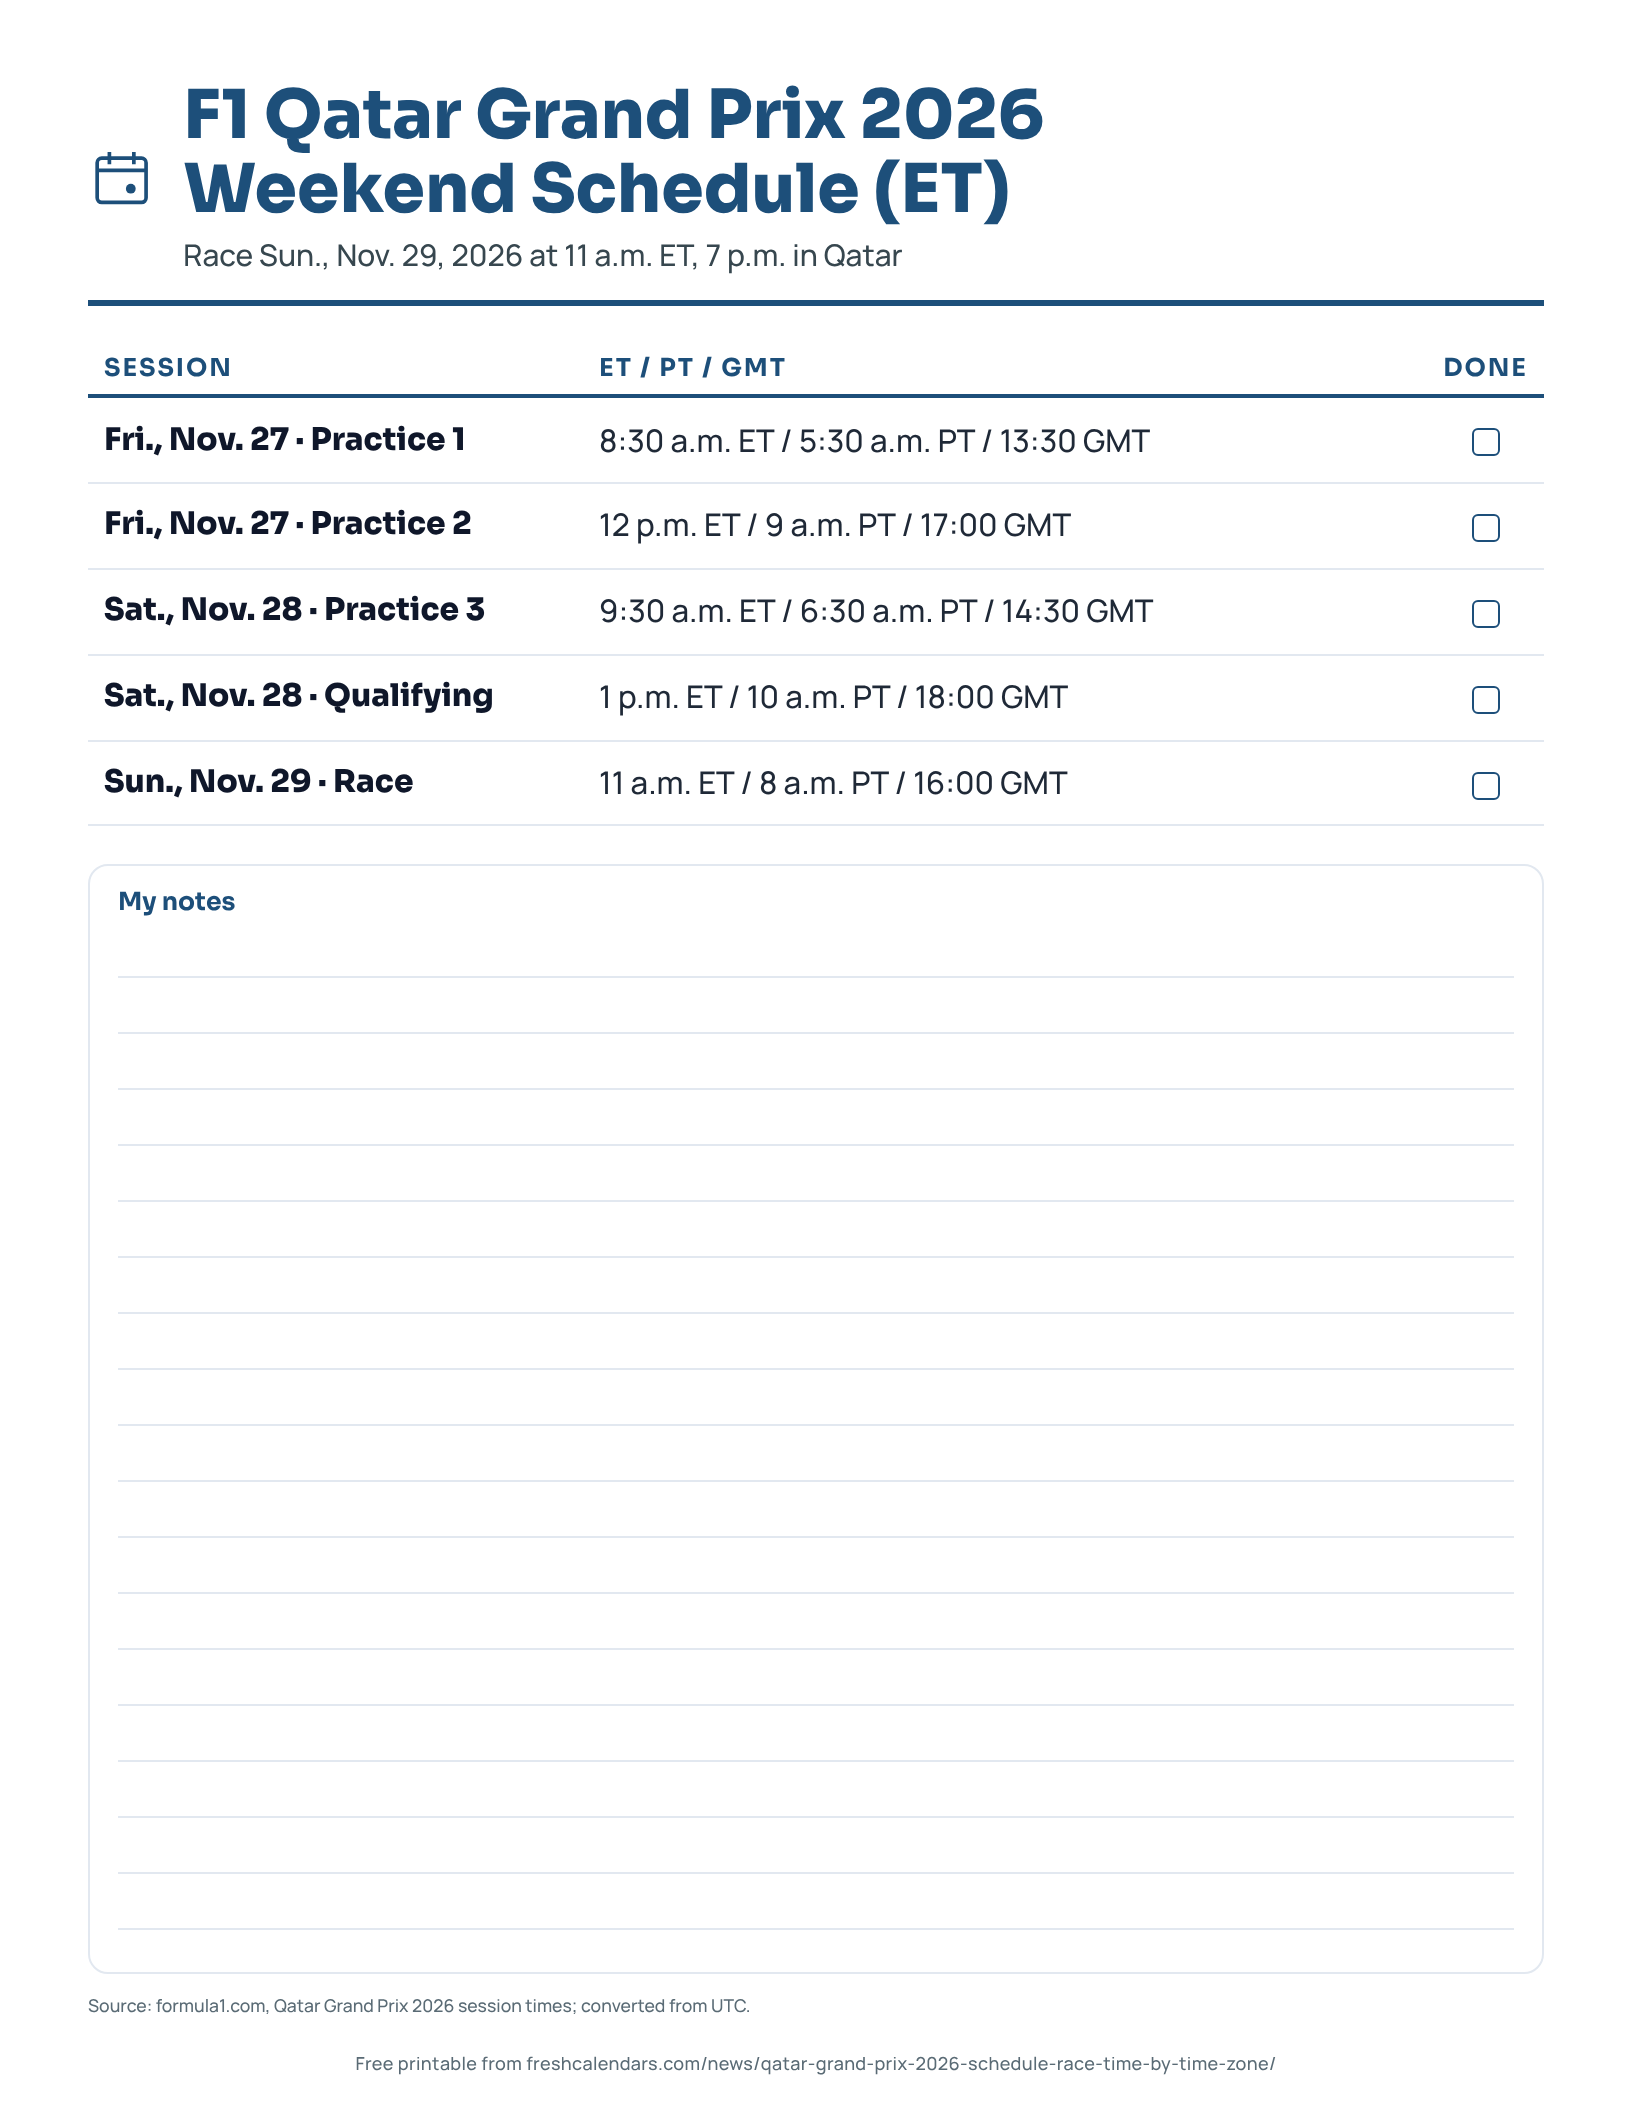 F1 Qatar Grand Prix 2026
Weekend Schedule (ET)
Race Sun., Nov. 29, 2026 at 11 a.m. ET, 7 p.m. in Qatar
SESSION ET / PT / GMT DONE
Fri., Nov. 27 · Practice 1 8:30 a.m. ET / 5:30 a.m. PT / 13:30 GMT
Fri., Nov. 27 · Practice 2 12 p.m. ET / 9 a.m. PT / 17:00 GMT
Sat., Nov. 28 · Practice 3 9:30 a.m. ET / 6:30 a.m. PT / 14:30 GMT
Sat., Nov. 28 · Qualifying 1 p.m. ET / 10 a.m. PT / 18:00 GMT
Sun., Nov. 29 · Race 11 a.m. ET / 8 a.m. PT / 16:00 GMT
My notes
Source: formula1.com, Qatar Grand Prix 2026 session times; converted from UTC.
Free printable from freshcalendars.com/news/qatar-grand-prix-2026-schedule-race-time-by-time-zone/